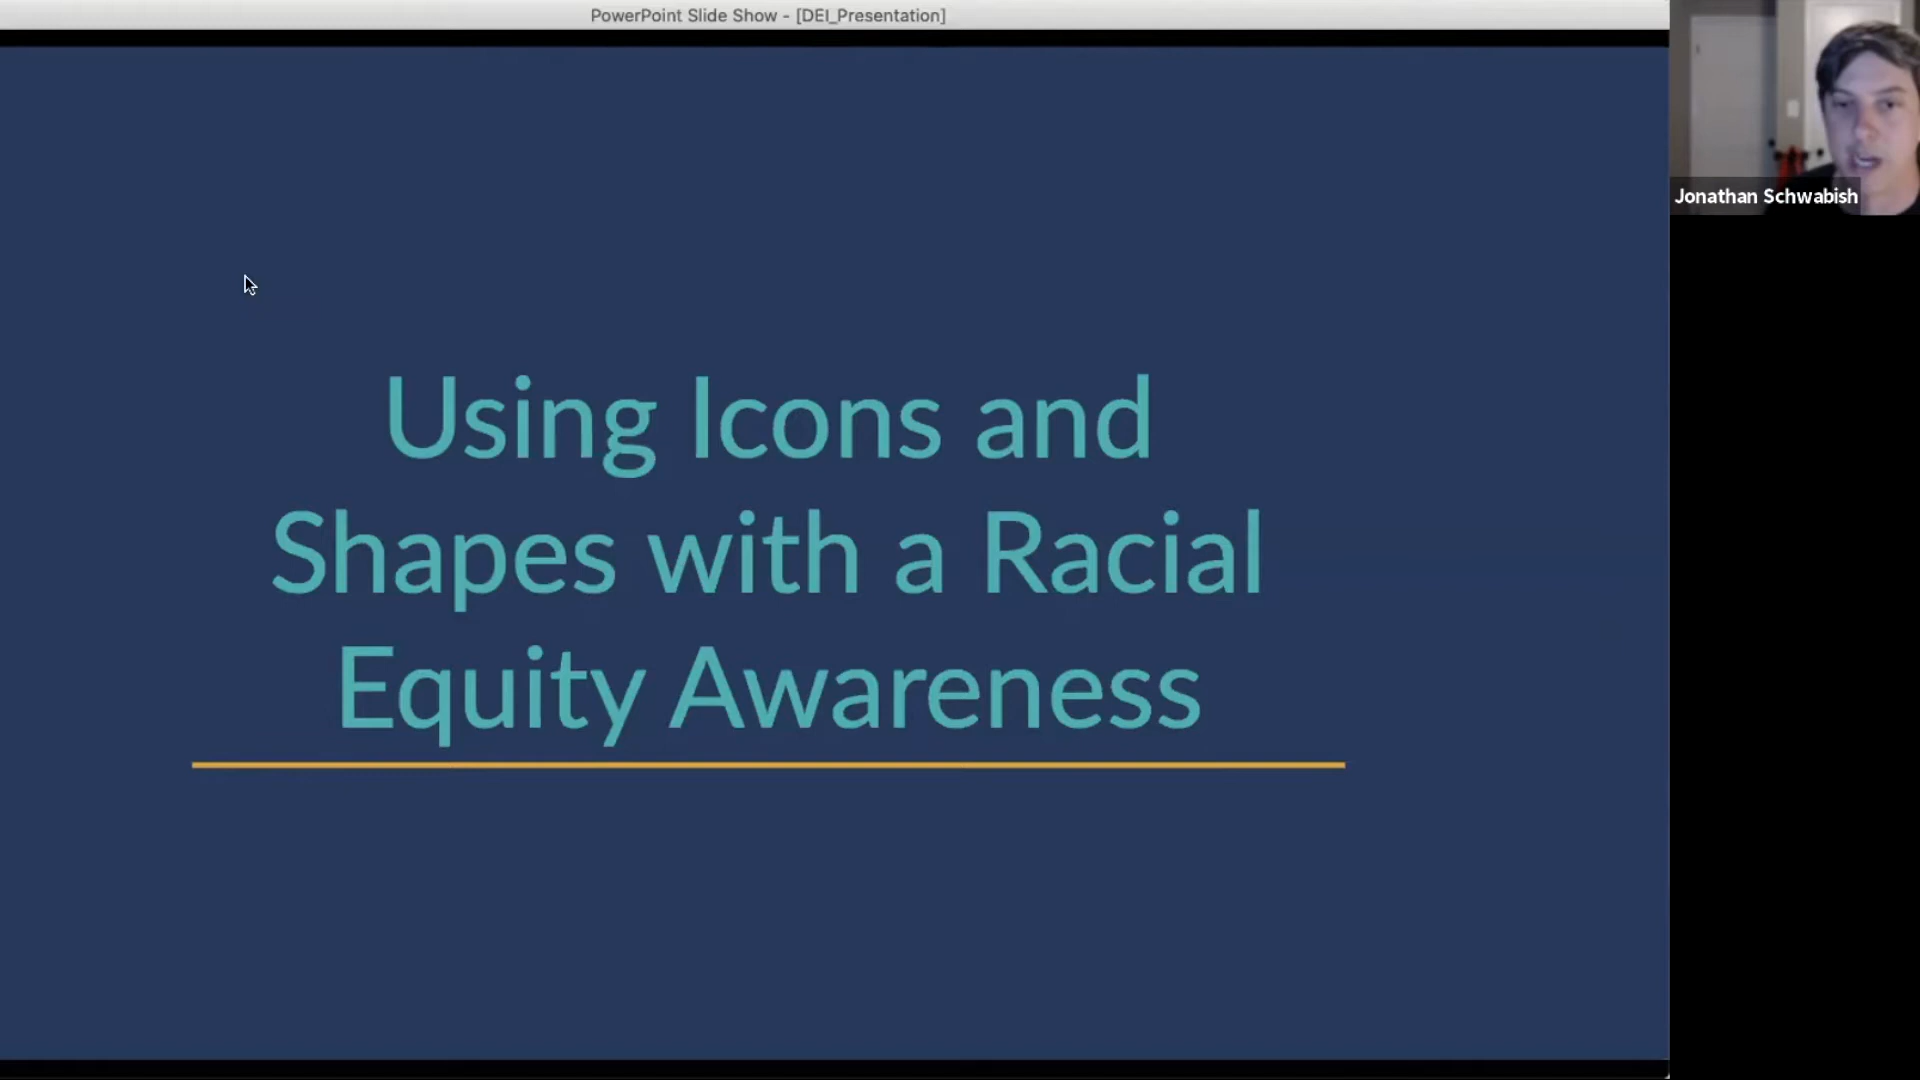 PowerPoint Slide Show - [DEI_Presentation]
Jonathan Schwabish
Using Icons and
Shapes with a Racial
Equity Awareness